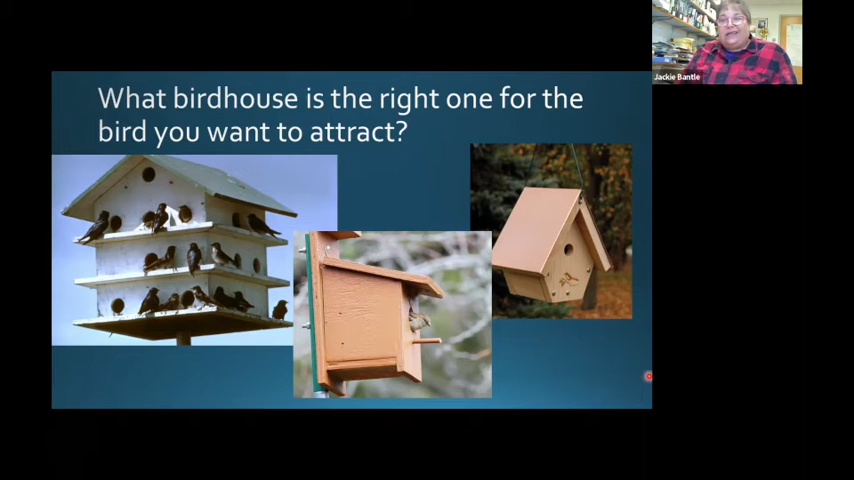 What birdhouse is the right one for the
bird you want to attract?
Jackie Bantle